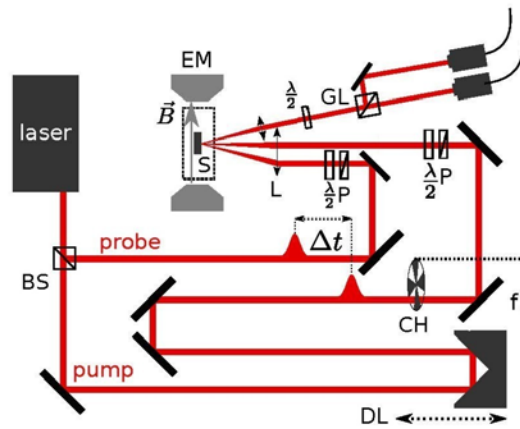 EM
λ/2
GL
B⃗
laser
S
L
λ/2 P
λ/2 P
probe
Δt
BS
CH
f
pump
DL